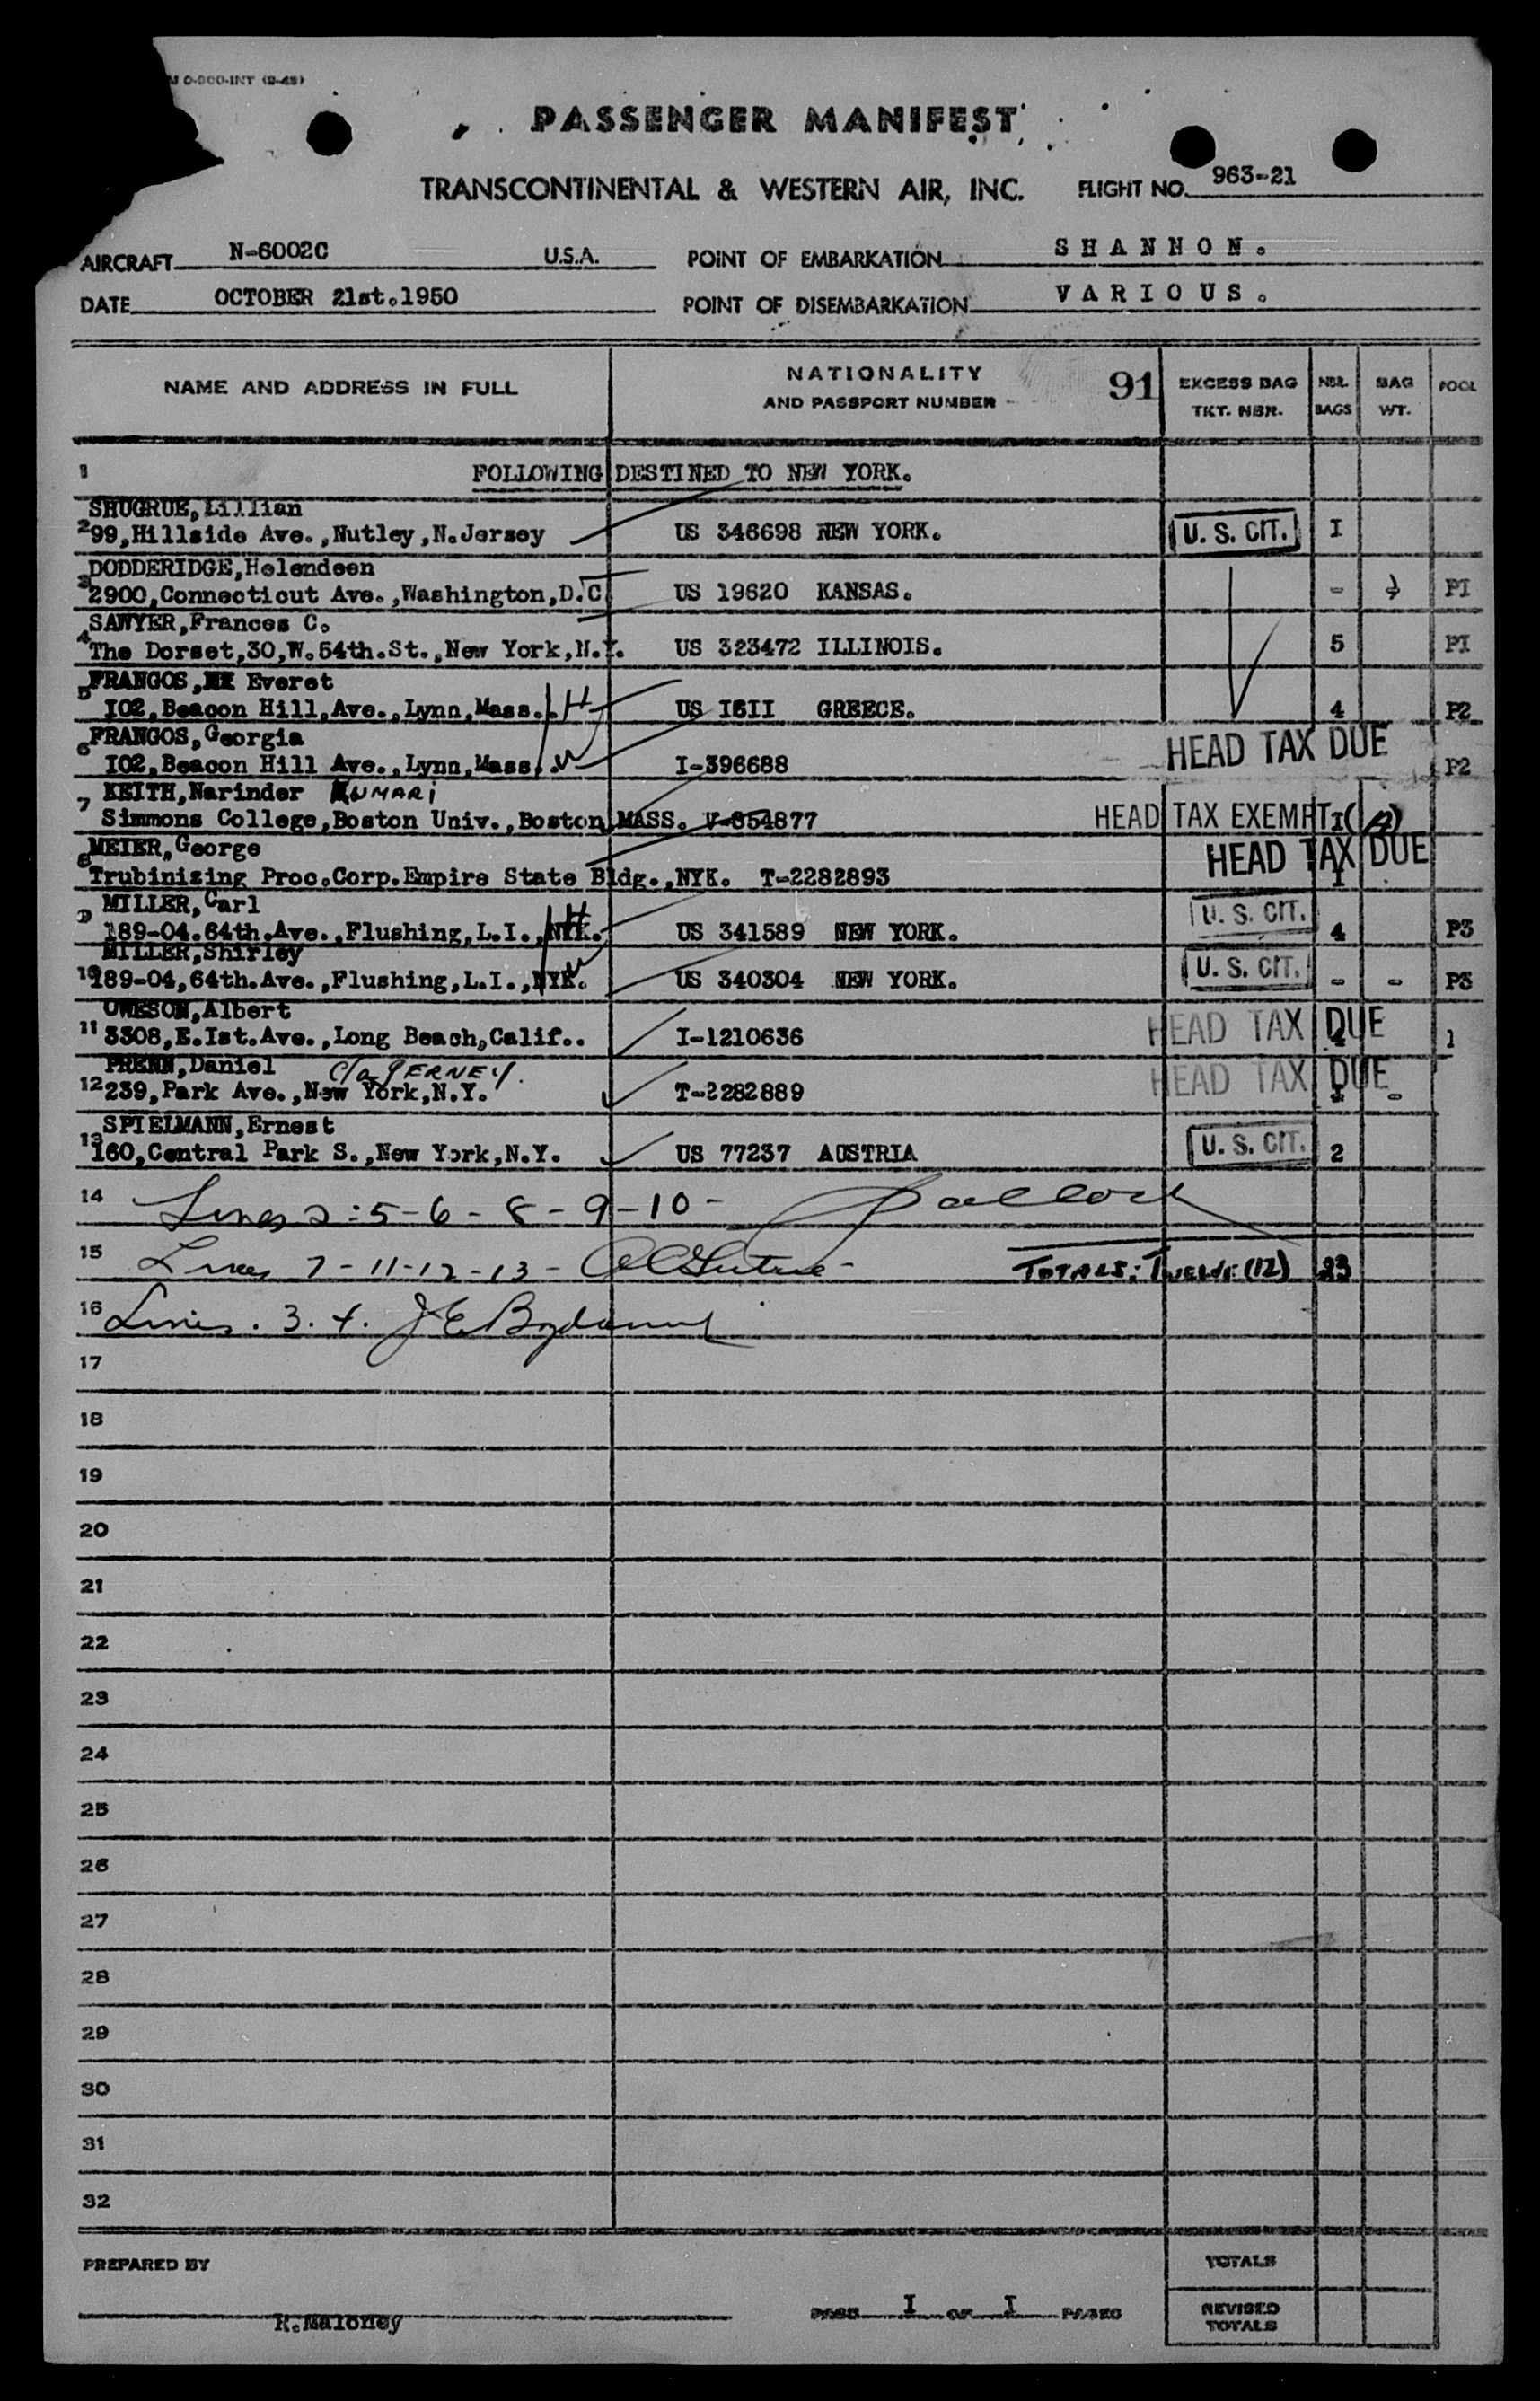 M O-900-INT (2-48)
PASSENGER MANIFEST
TRANSCONTINENTAL & WESTERN AIR, INC. FLIGHT NO. 963-21
AIRCRAFT N-6002C U.S.A. POINT OF EMBARKATION SHANNON.
DATE OCTOBER 21st.1950 POINT OF DISEMBARKATION VARIOUS.
NAME AND ADDRESS IN FULL NATIONALITY AND PASSPORT NUMBER 91 EXCESS BAG TKT. NBR. NBR. BAGS BAG WT. POOL
1 FOLLOWING DESTINED TO NEW YORK.
SHUGRUE,Lillian
2 99,Hillside Ave.,Nutley,N.Jersey US 346698 NEW YORK. U. S. CIT. I
DODDERIDGE,Helendeen
3 2900,Connecticut Ave.,Washington,D.C US 19620 KANSAS. - PI
SAWYER,Frances C.
4 The Dorset,30,W.54th.St.,New York,N.Y. US 323472 ILLINOIS. 5 PI
FRANGOS, Everet
5 102,Beacon Hill,Ave.,Lynn,Mass.. H US I6II GREECE. 4 P2
FRANGOS,Georgia
6 I02,Beacon Hill Ave.,Lynn,Mass.. W I-396688 HEAD TAX DUE P2
KEITH,Narinder KUMARI
7 Simmons College,Boston Univ.,Boston,MASS. V-854877 HEAD TAX EXEMPT I (A)
MEIER,George
8 Trubinizing Proc.Corp.Empire State Bldg.,NYK. T-2282893 HEAD TAX DUE I
MILLER,Carl
9 189-04.64th.Ave.,Flushing,L.I.,NYK. H US 341589 NEW YORK. U. S. CIT. 4 P3
MILLER,Shirley
10 189-04,64th.Ave.,Flushing,L.I.,NYK. W US 340304 NEW YORK. U. S. CIT. - - P3
OWESON,Albert
11 3308,E.Ist.Ave.,Long Beach,Calif.. I-1210636 HEAD TAX DUE 1
PRENN,Daniel c/o GERNEY.
12 239,Park Ave.,New York,N.Y. T-2282889 HEAD TAX DUE I -
SPIELMANN,Ernest
13 160,Central Park S.,New York,N.Y. US 77237 AUSTRIA U. S. CIT. 2
14 Lines 2:5-6-8-9-10-
15 Lines 7-11-12-13- TOTALS: TWELVE (12) 23
16 Lines. 3. 4.
17
18
19
20
21
22
23
24
25
26
27
28
29
30
31
32
PREPARED BY TOTALS
R.Maloney PAGE I OF I PAGES REVISED TOTALS